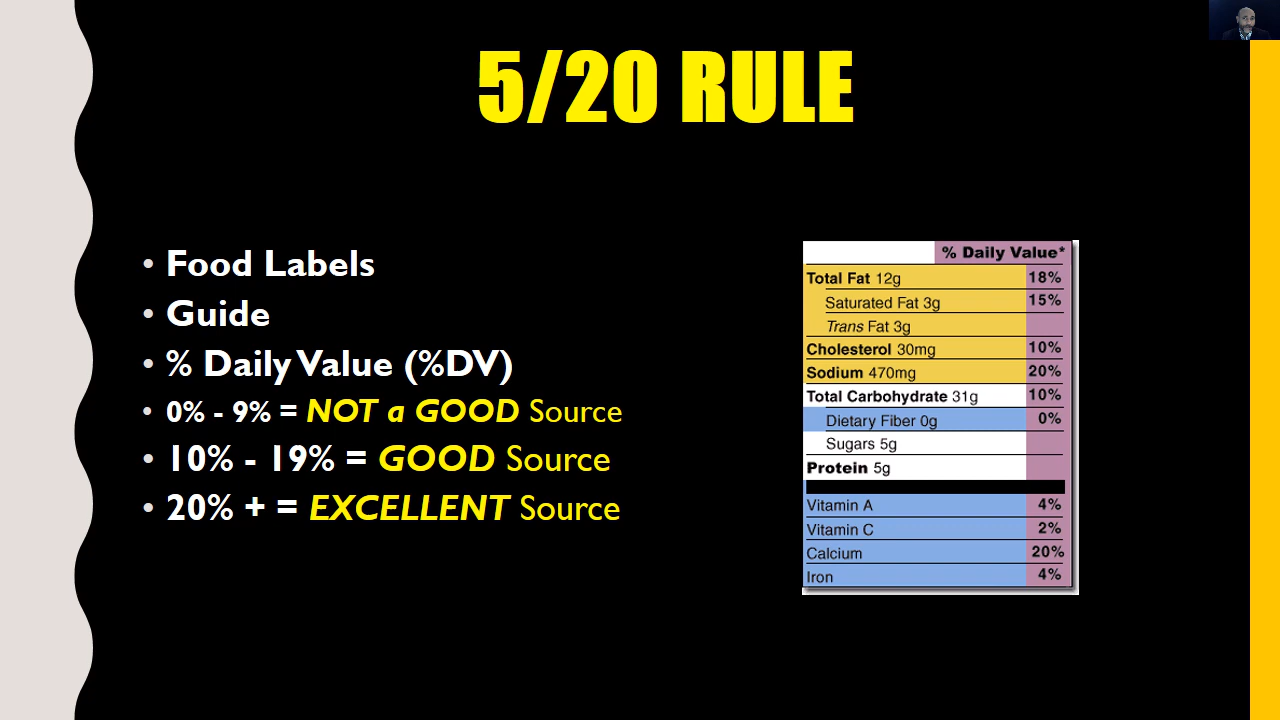 5/20 RULE
• Food Labels
• Guide
• % Daily Value (%DV)
• 0% - 9% = NOT a GOOD Source
• 10% - 19% = GOOD Source
• 20% + = EXCELLENT Source
% Daily Value*
Total Fat 12g 18%
Saturated Fat 3g 15%
Trans Fat 3g
Cholesterol 30mg 10%
Sodium 470mg 20%
Total Carbohydrate 31g 10%
Dietary Fiber 0g 0%
Sugars 5g
Protein 5g
Vitamin A 4%
Vitamin C 2%
Calcium 20%
Iron 4%